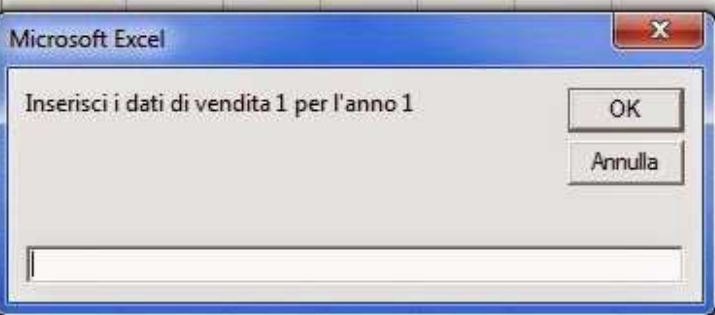 Microsoft Excel
Inserisci i dati di vendita 1 per l'anno 1
OK
Annulla